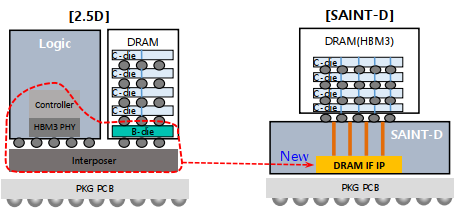 [2.5D]
Logic
DRAM
C-die
C-die
C-die
C-die
Controller
HBM3 PHY
B-die
Interposer
PKG PCB
[SAINT-D]
DRAM(HBM3)
C-die
C-die
C-die
C-die
SAINT-D
New
DRAM IF IP
PKG PCB